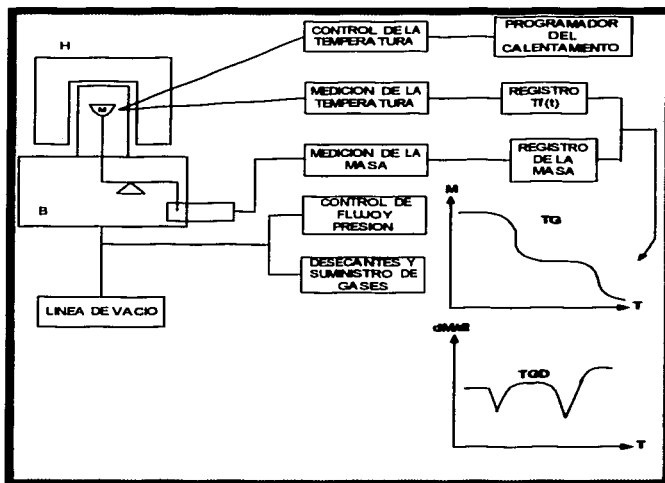 H
CONTROL DE LA
TEMPERATURA
PROGRAMADOR
DEL
CALENTAMIENTO
M
MEDICION DE LA
TEMPERATURA
REGISTRO
MEDICION DE LA
MASA
REGISTRO
DE LA
MASA
B
CONTROL DE
FLUJO Y
PRESION
DESECANTES Y
SUMINISTRO DE
GASES
LINEA DE VACIO
M
TG
T
TGD
T